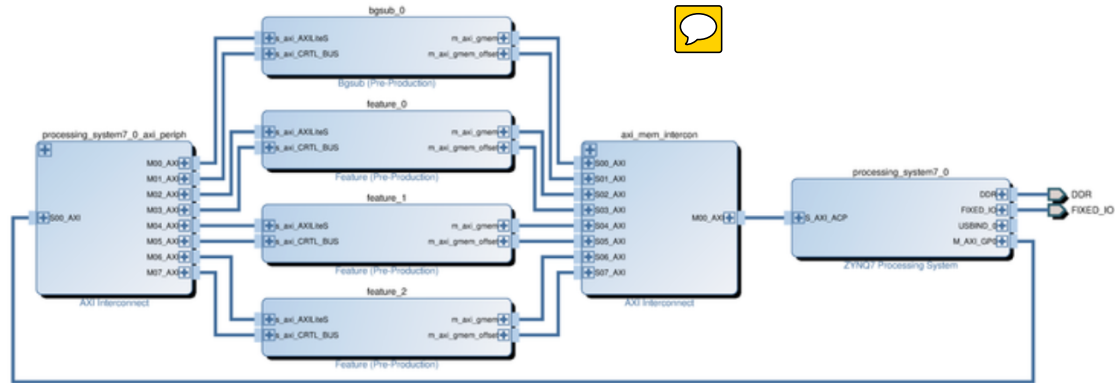 bgsub_0
s_axi_AXILiteS
s_axi_CRTL_BUS
m_axi_gmem
m_axi_gmem_offset
Bgsub (Pre-Production)
feature_0
s_axi_AXILiteS
s_axi_CRTL_BUS
m_axi_gmem
m_axi_gmem_offset
Feature (Pre-Production)
feature_1
s_axi_AXILiteS
s_axi_CRTL_BUS
m_axi_gmem
m_axi_gmem_offset
Feature (Pre-Production)
feature_2
s_axi_AXILiteS
s_axi_CRTL_BUS
m_axi_gmem
m_axi_gmem_offset
Feature (Pre-Production)
processing_system7_0_axi_periph
S00_AXI
M00_AXI
M01_AXI
M02_AXI
M03_AXI
M04_AXI
M05_AXI
M06_AXI
M07_AXI
AXI Interconnect
axi_mem_intercon
S00_AXI
S01_AXI
S02_AXI
S03_AXI
S04_AXI
S05_AXI
S06_AXI
S07_AXI
M00_AXI
AXI Interconnect
processing_system7_0
S_AXI_ACP
DDR
FIXED_IO
USBIND_0
M_AXI_GP0
ZYNQ7 Processing System
DDR
FIXED_IO